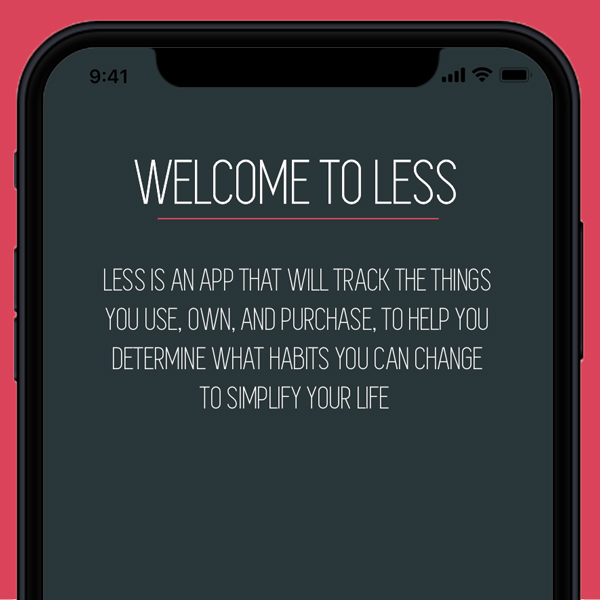 9:41
WELCOME TO LESS
LESS IS AN APP THAT WILL TRACK THE THINGS
YOU USE, OWN, AND PURCHASE, TO HELP YOU
DETERMINE WHAT HABITS YOU CAN CHANGE
TO SIMPLIFY YOUR LIFE